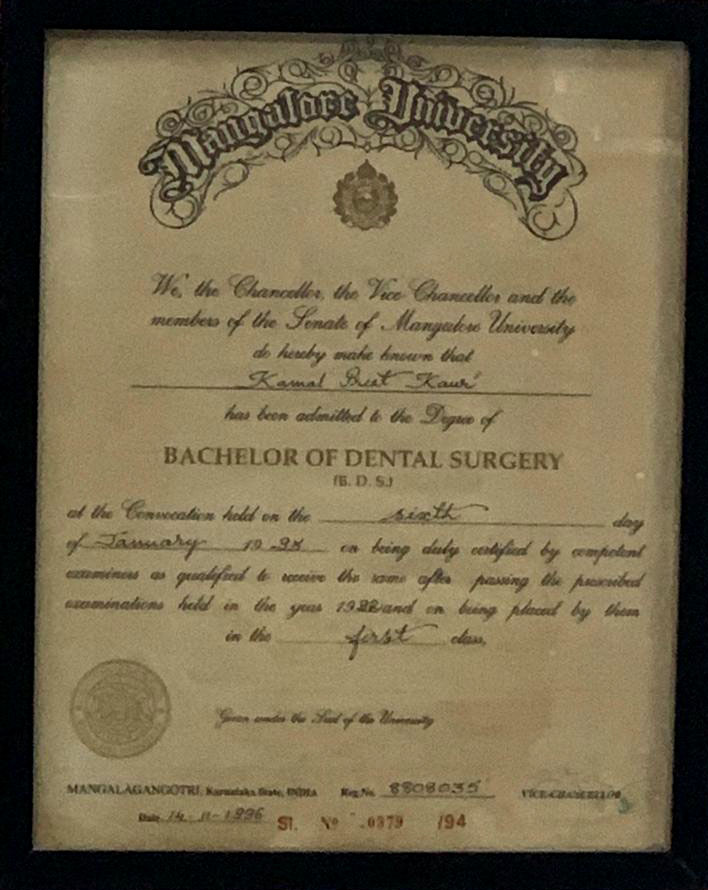 Mangalore University
We, the Chancellor, the Vice Chancellor and the
members of the Senate of Mangalore University
do hereby make known that
Kamal Preet Kaur
has been admitted to the Degree of
BACHELOR OF DENTAL SURGERY
(B. D. S.)
at the Convocation held on the sixth day
of January 19 on being duly certified by competent
examiners as qualified to receive the same after passing the prescribed
examinations held in the year and on being placed by them
in the first class.
Given under the Seal of the University
MANGALAGANGOTRI, Karnataka State, INDIA Reg No. 8808035 VICE-CHANCELLOR
Date 14-11-1996 Sl. No 0379 /94